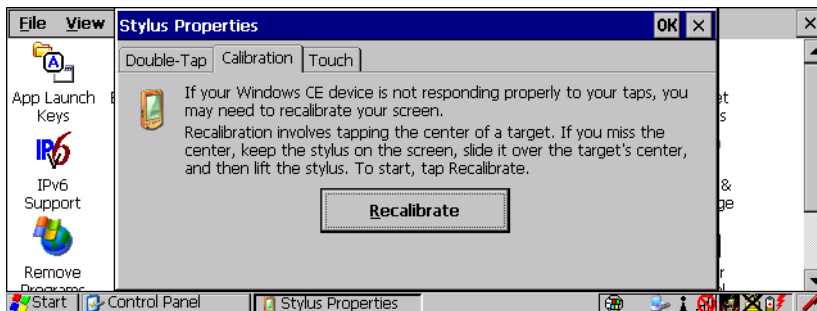 File View
Stylus Properties OK ×
Double-Tap Calibration Touch
If your Windows CE device is not responding properly to your taps, you
may need to recalibrate your screen.
Recalibration involves tapping the center of a target. If you miss the
center, keep the stylus on the screen, slide it over the target's center,
and then lift the stylus. To start, tap Recalibrate.
Recalibrate
App Launch
Keys
IPv6
Support
Remove
Programs
&
Start Control Panel Stylus Properties